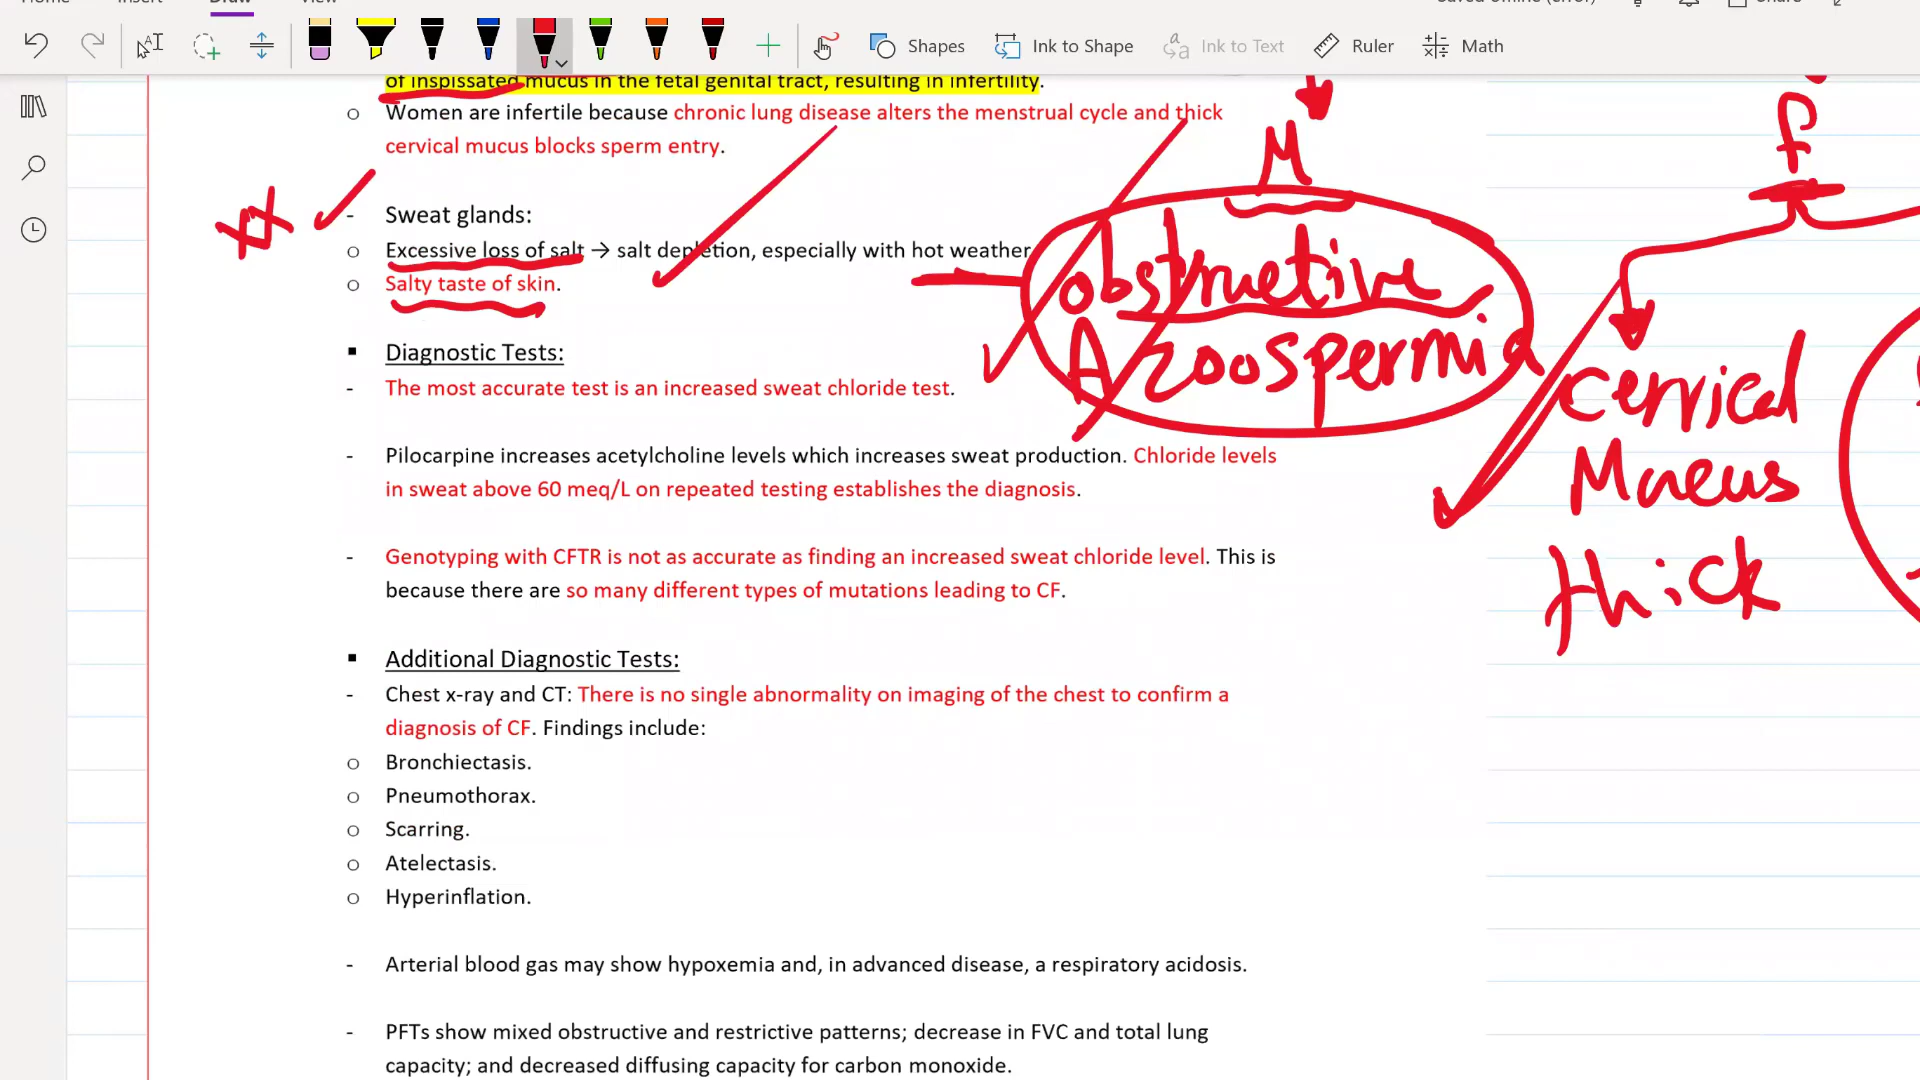 Home Insert Draw View Saved online (error) Share
AI Shapes Ink to Shape Ink to Text Ruler Math
of inspissated mucus in the fetal genital tract, resulting in infertility.
o Women are infertile because chronic lung disease alters the menstrual cycle and thick
cervical mucus blocks sperm entry.
- Sweat glands:
o Excessive loss of salt → salt depletion, especially with hot weather
o Salty taste of skin.
▪ Diagnostic Tests:
- The most accurate test is an increased sweat chloride test.
- Pilocarpine increases acetylcholine levels which increases sweat production. Chloride levels
in sweat above 60 meq/L on repeated testing establishes the diagnosis.
- Genotyping with CFTR is not as accurate as finding an increased sweat chloride level. This is
because there are so many different types of mutations leading to CF.
▪ Additional Diagnostic Tests:
- Chest x-ray and CT: There is no single abnormality on imaging of the chest to confirm a
diagnosis of CF. Findings include:
o Bronchiectasis.
o Pneumothorax.
o Scarring.
o Atelectasis.
o Hyperinflation.
- Arterial blood gas may show hypoxemia and, in advanced disease, a respiratory acidosis.
- PFTs show mixed obstructive and restrictive patterns; decrease in FVC and total lung
capacity; and decreased diffusing capacity for carbon monoxide.
M
obstructive
Azoospermia
f
Cervical
Mucus
thick